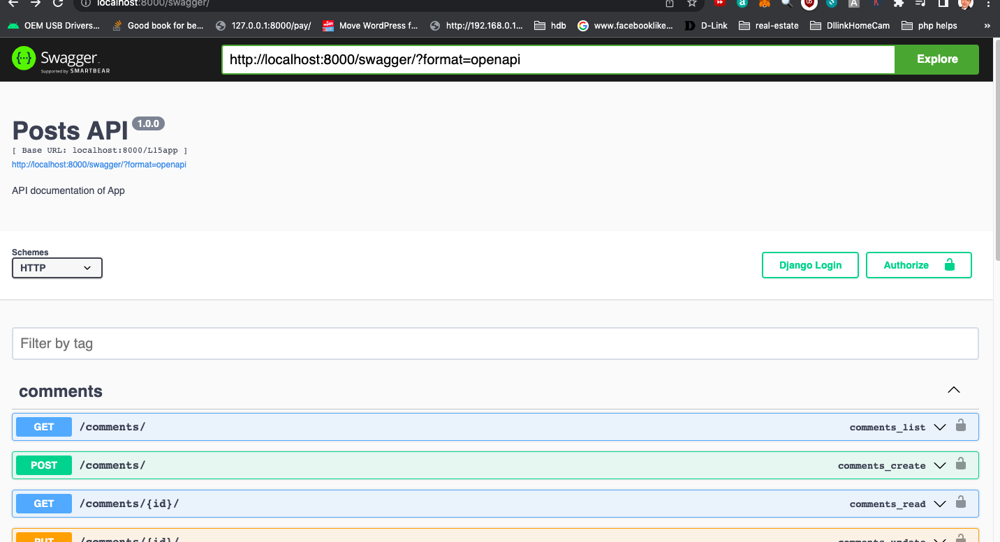 localhost:8000/swagger/
OEM USB Drivers...
Good book for be...
127.0.0.1:8000/pay/
Move WordPress f...
http://192.168.0.1...
hdb
www.facebooklike...
D-Link
real-estate
DllinkHomeCam
php helps
»
Swagger
Supported by SMARTBEAR
http://localhost:8000/swagger/?format=openapi
Explore
Posts API 1.0.0
[ Base URL: localhost:8000/L15app ]
http://localhost:8000/swagger/?format=openapi
API documentation of App
Schemes
HTTP
Django Login
Authorize
Filter by tag
comments
GET /comments/ comments_list
POST /comments/ comments_create
GET /comments/{id}/ comments_read
PUT /comments/{id}/ comments_update